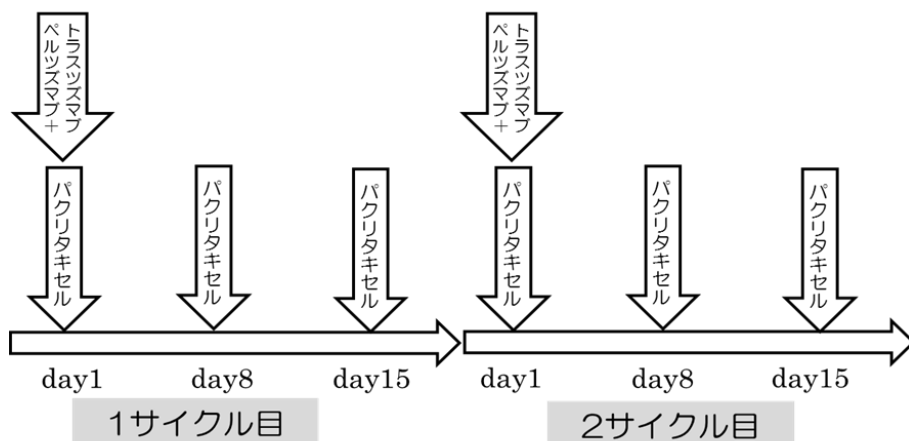 トラスツズマブ
ペルツズマブ+
トラスツズマブ
ペルツズマブ+
パクリタキセル
パクリタキセル
パクリタキセル
パクリタキセル
パクリタキセル
パクリタキセル
day1
day8
day15
day1
day8
day15
1サイクル目
2サイクル目